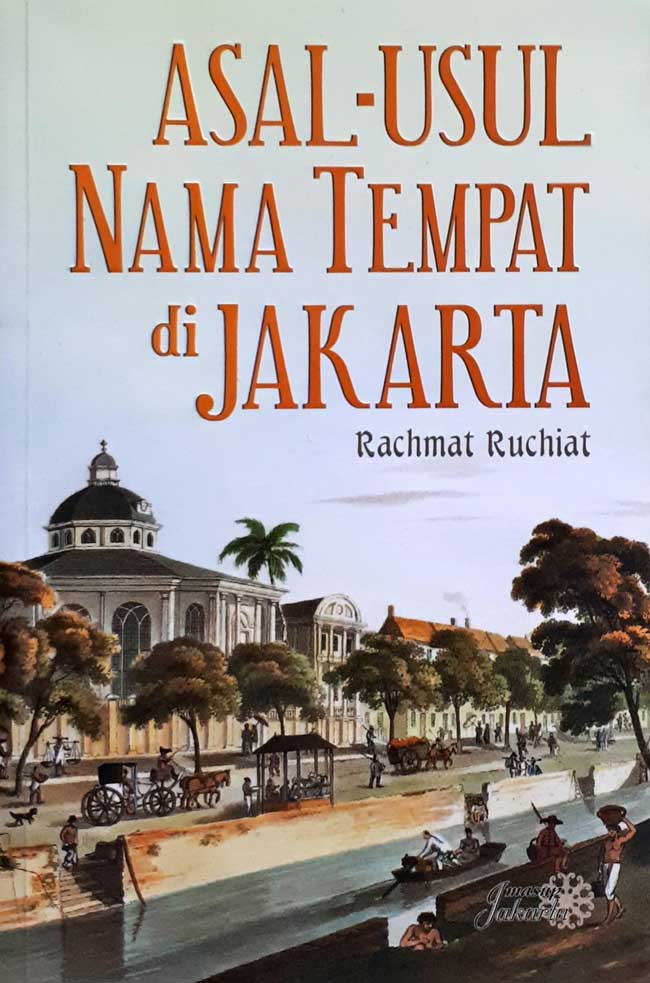 ASAL-USUL
NAMA TEMPAT
di JAKARTA
Rachmat Ruchiat
masup
Jakarta